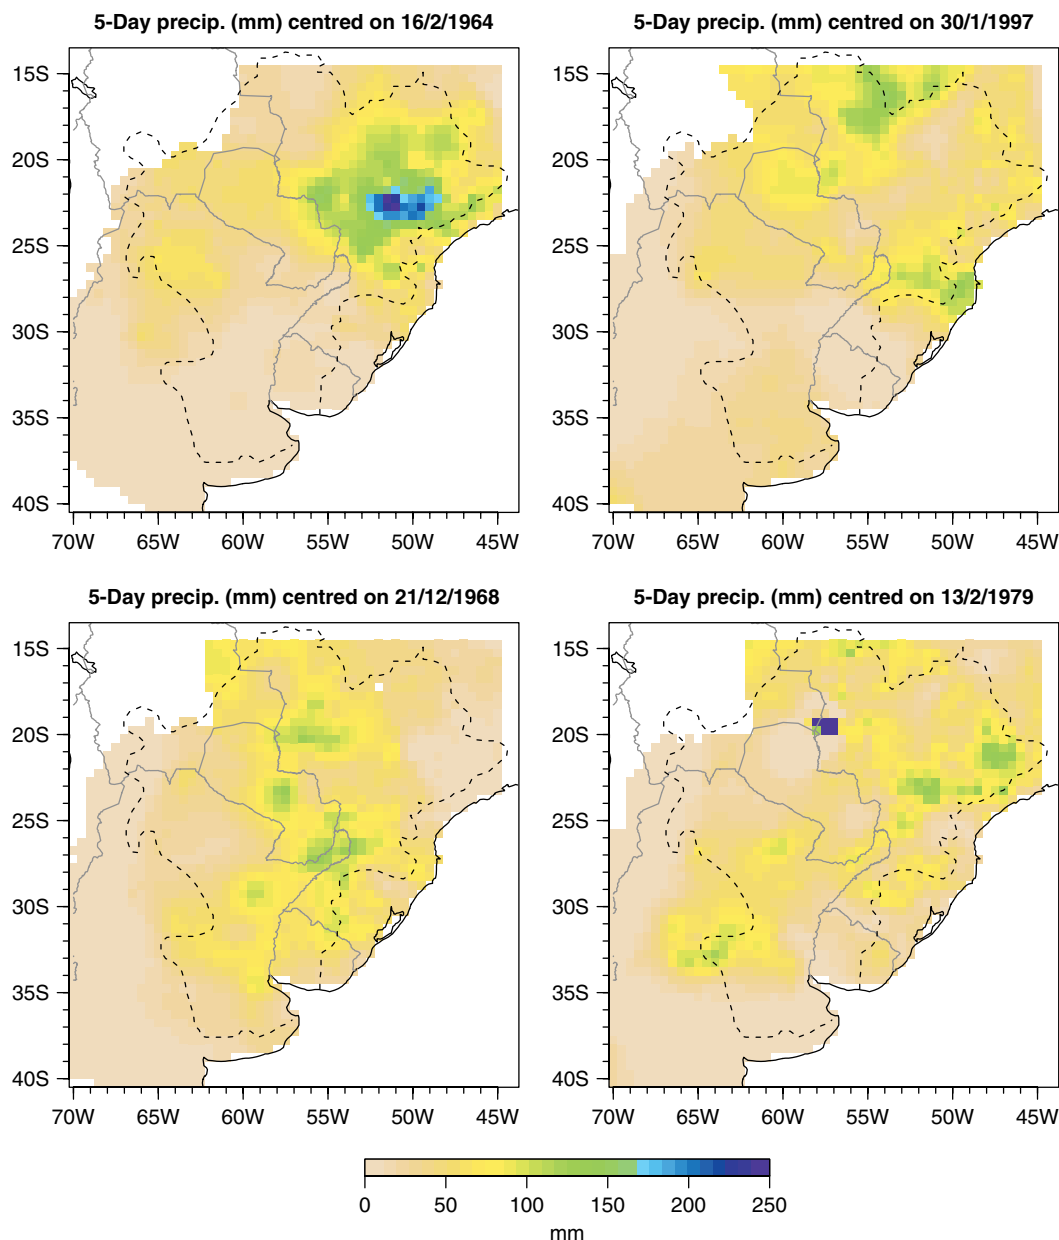 5-Day precip. (mm) centred on 16/2/1964
5-Day precip. (mm) centred on 30/1/1997
15S
20S
25S
30S
35S
40S
70W 65W 60W 55W 50W 45W
15S
20S
25S
30S
35S
40S
70W 65W 60W 55W 50W 45W
5-Day precip. (mm) centred on 21/12/1968
5-Day precip. (mm) centred on 13/2/1979
15S
20S
25S
30S
35S
40S
70W 65W 60W 55W 50W 45W
15S
20S
25S
30S
35S
40S
70W 65W 60W 55W 50W 45W
0 50 100 150 200 250
mm